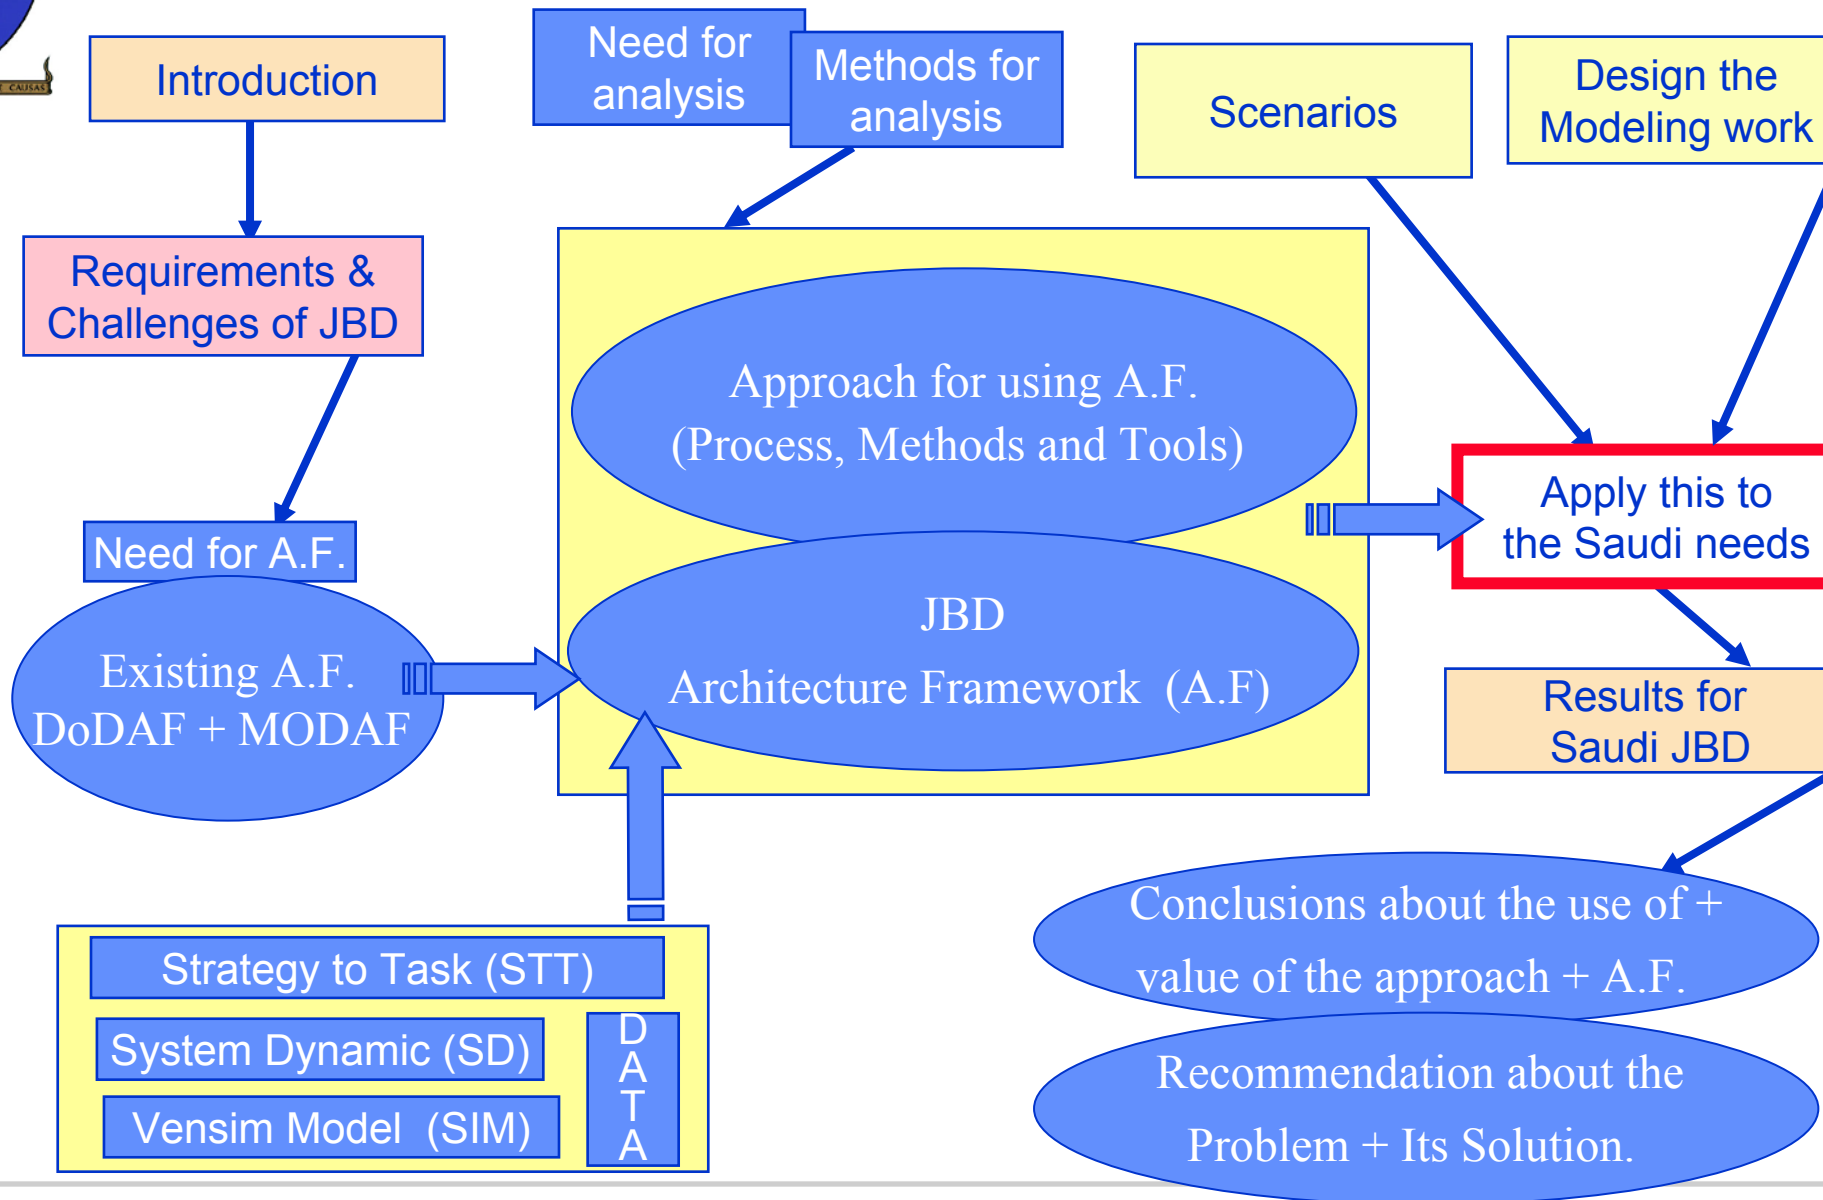 CAUSAS
Introduction
Need for
analysis
Methods for
analysis
Scenarios
Design the
Modeling work
Requirements &
Challenges of JBD
Approach for using A.F.
(Process, Methods and Tools)
Need for A.F.
Existing A.F.
DoDAF + MODAF
JBD
Architecture Framework (A.F)
Apply this to
the Saudi needs
Results for
Saudi JBD
Strategy to Task (STT)
System Dynamic (SD)
Vensim Model (SIM)
D
A
T
A
Conclusions about the use of +
value of the approach + A.F.
Recommendation about the
Problem + Its Solution.